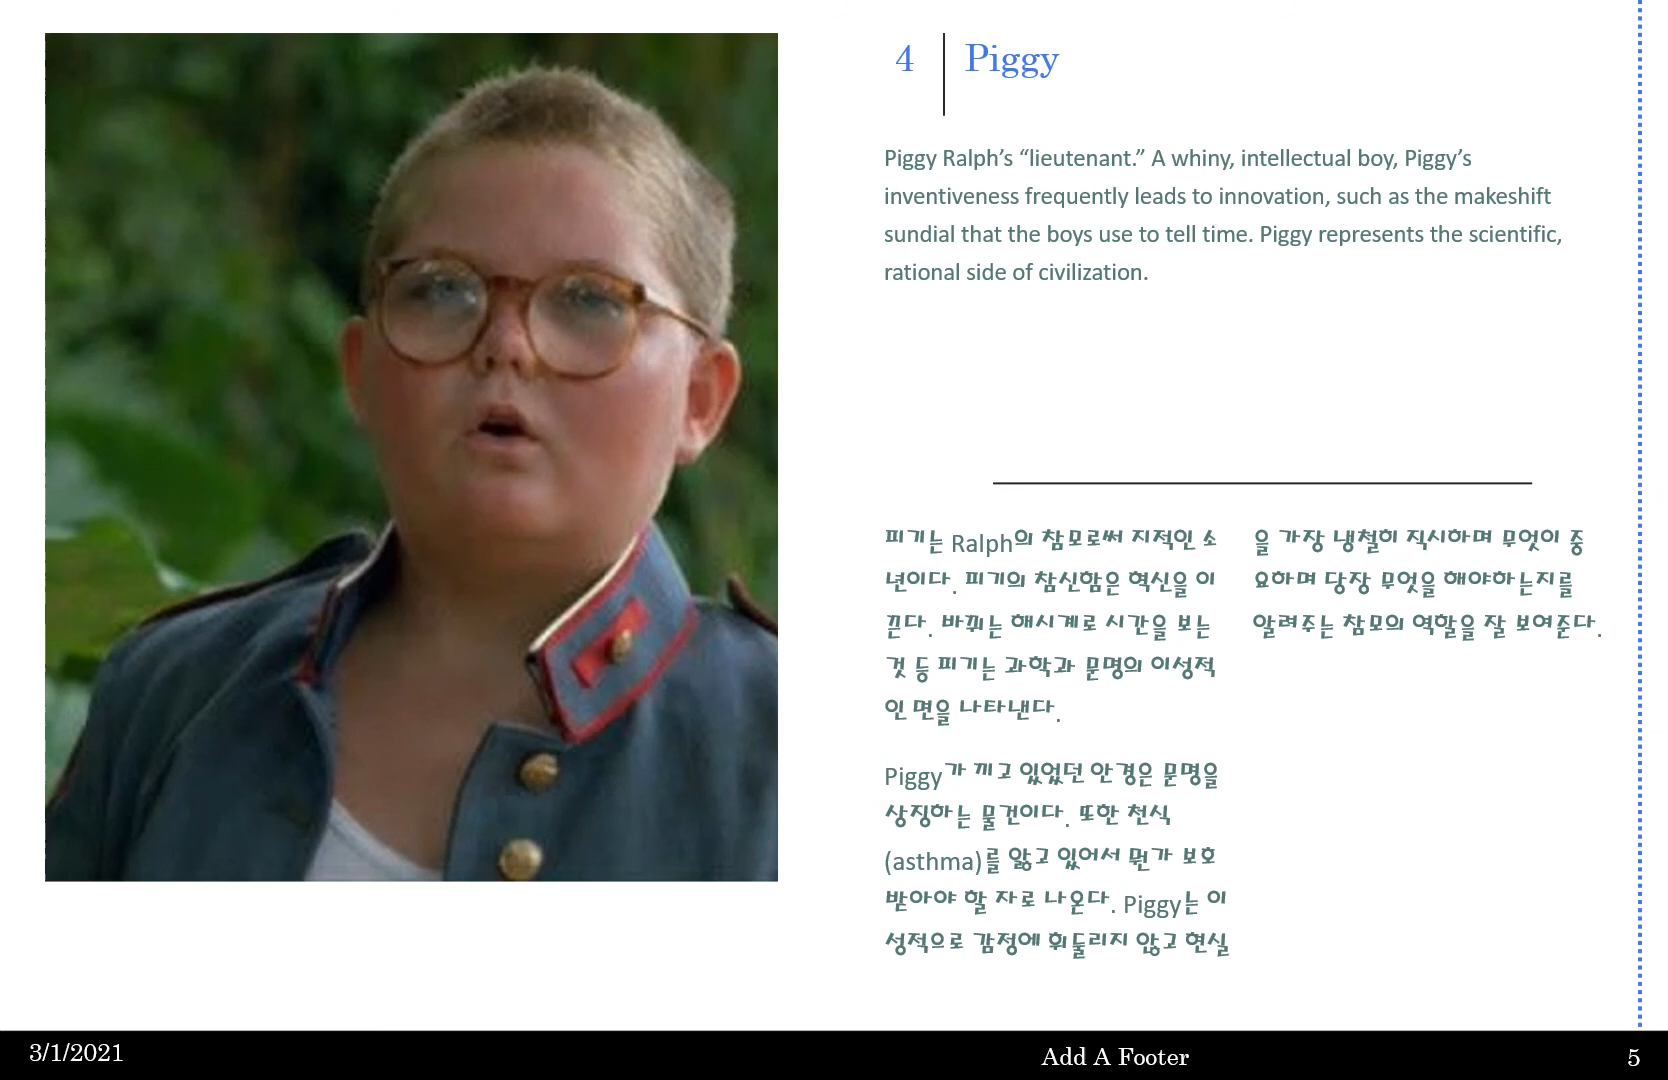 4
Piggy
Piggy Ralph’s “lieutenant.” A whiny, intellectual boy, Piggy’s
inventiveness frequently leads to innovation, such as the makeshift
sundial that the boys use to tell time. Piggy represents the scientific,
rational side of civilization.
피기는 Ralph의 참모로써 지적인 소
년이다. 피기의 참신함은 혁신을 이
끈다. 바꿔는 해시계로 시간을 보는
것 등 피기는 과학과 문명의 이성적
인 면을 나타낸다.
Piggy가 끼고 있었던 안경은 문명을
상징하는 물건이다. 또한 천식
(asthma)를 앓고 있어서 뭔가 보호
받아야 할 자로 나온다. Piggy는 이
성적으로 감정에 휘둘리지 않고 현실
을 가장 냉철히 직시하며 무엇이 중
요하며 당장 무엇을 해야하는지를
알려주는 참모의 역할을 잘 보여준다.
3/1/2021
Add A Footer
5